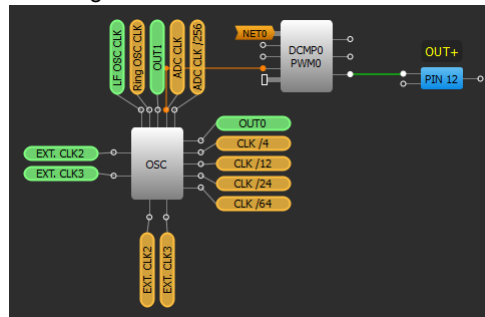 LF OSC CLK
Ring OSC CLK
OUT1
ADC CLK
ADC CLK /256
NET0
DCMP0
PWM0
OUT+
PIN 12
OSC
EXT. CLK2
EXT. CLK3
OUT0
CLK /4
CLK /12
CLK /24
CLK /64
EXT. CLK2
EXT. CLK3